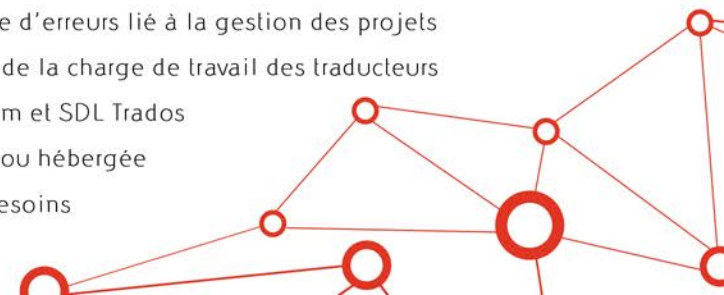 e d’erreurs lié à la gestion des projets
de la charge de travail des traducteurs
m et SDL Trados
ou hébergée
esoins